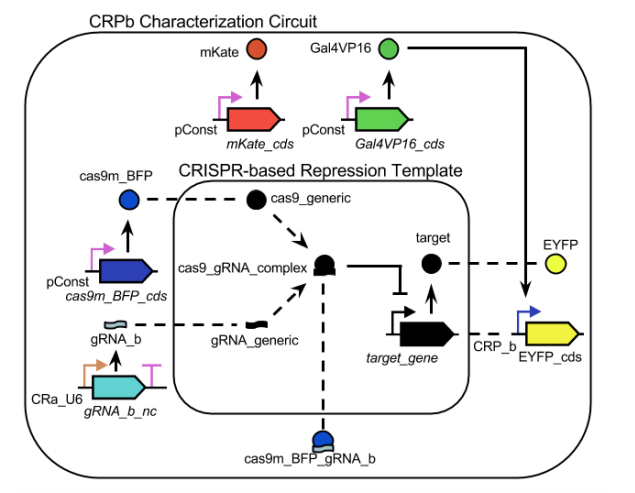 CRPb Characterization Circuit
mKate
Gal4VP16
pConst
mKate_cds
pConst
Gal4VP16_cds
CRISPR-based Repression Template
cas9m_BFP
cas9_generic
target
EYFP
cas9_gRNA_complex
pConst
cas9m_BFP_cds
gRNA_b
gRNA_generic
target_gene
CRP_b
EYFP_cds
CRa_U6
gRNA_b_nc
cas9m_BFP_gRNA_b